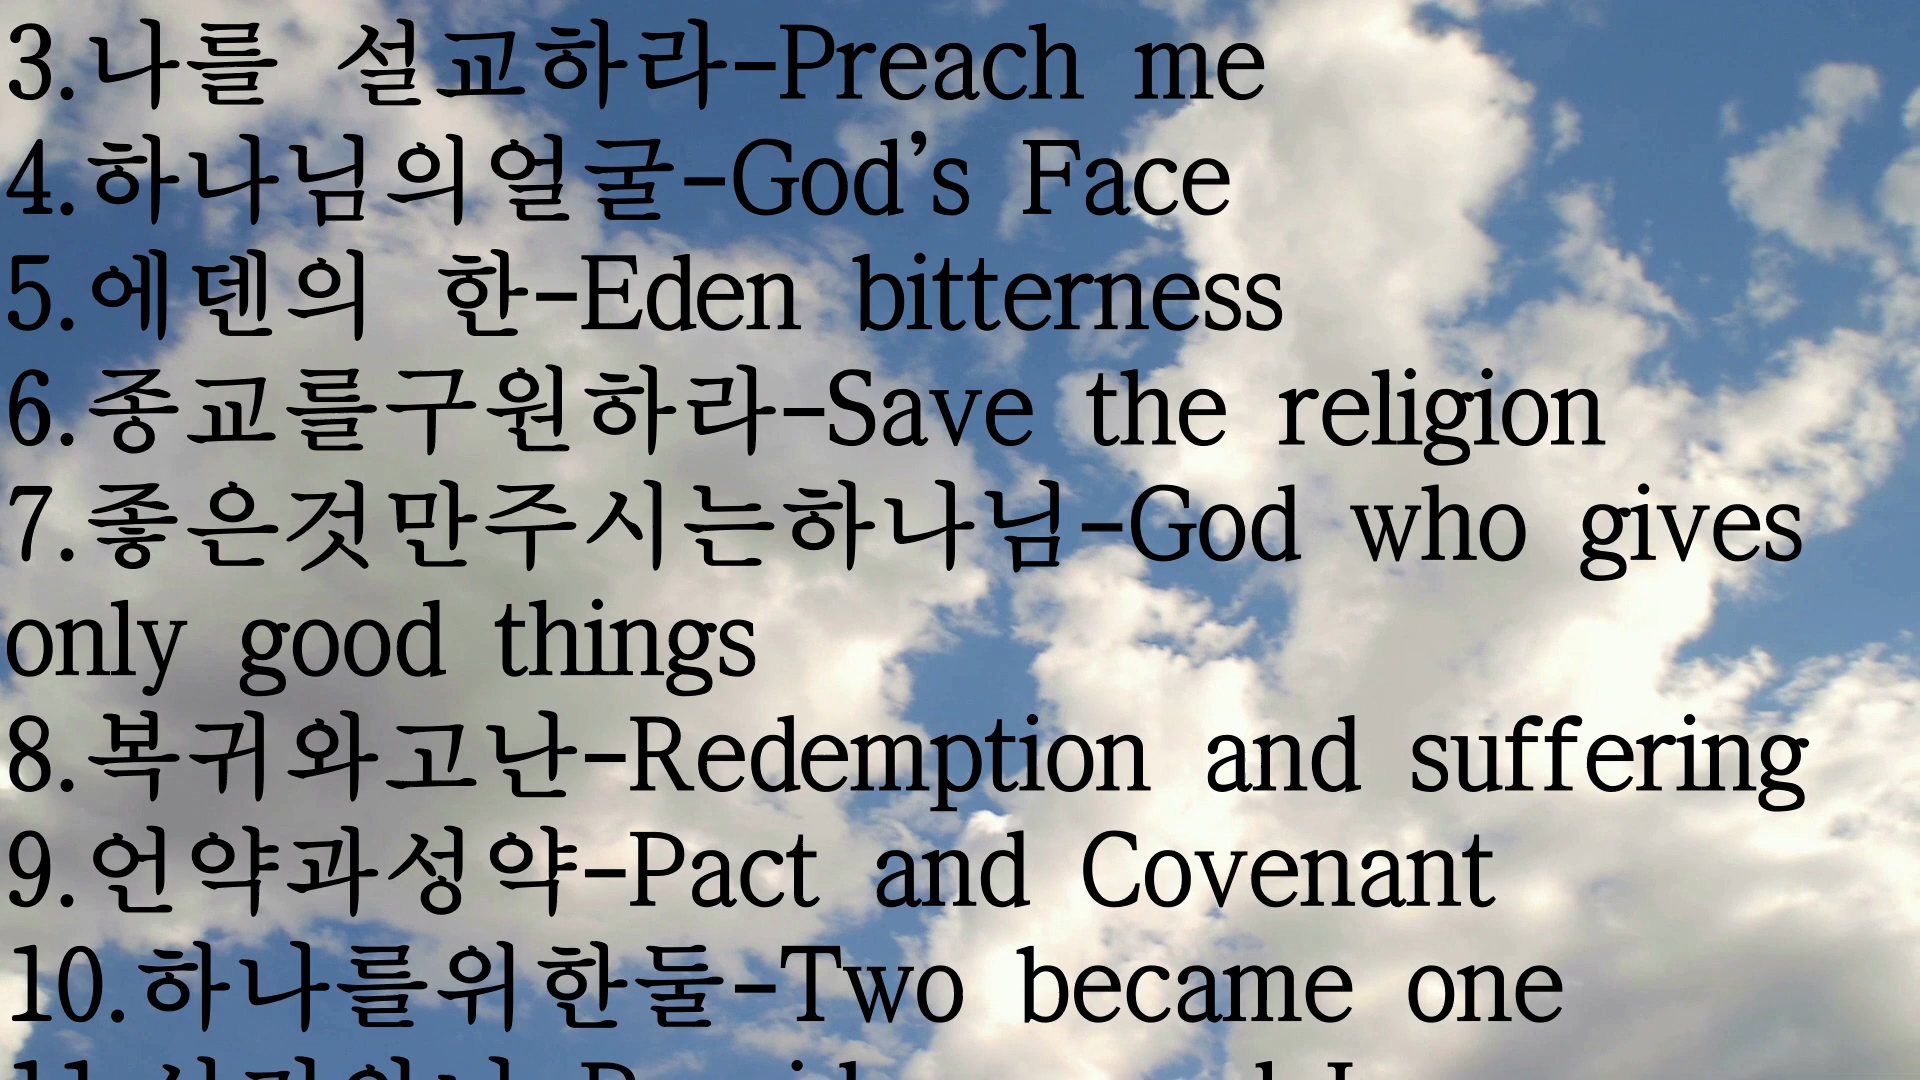 3.나를 설교하라-Preach me
4.하나님의얼굴-God's Face
5.에덴의 한-Eden bitterness
6.종교를구원하라-Save the religion
7.좋은것만주시는하나님-God who gives
only good things
8.복귀와고난-Redemption and suffering
9.언약과성약-Pact and Covenant
10.하나를위한둘-Two became one